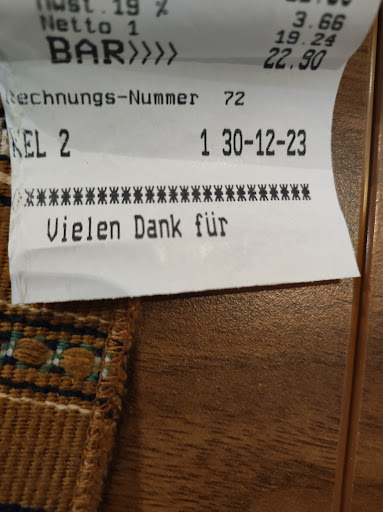 Mwst.19 % 3.66
Netto 1 19.24
BAR>>>> 22.90
Rechnungs-Nummer 72
KEL 2 1 30-12-23
*****************************
Vielen Dank für